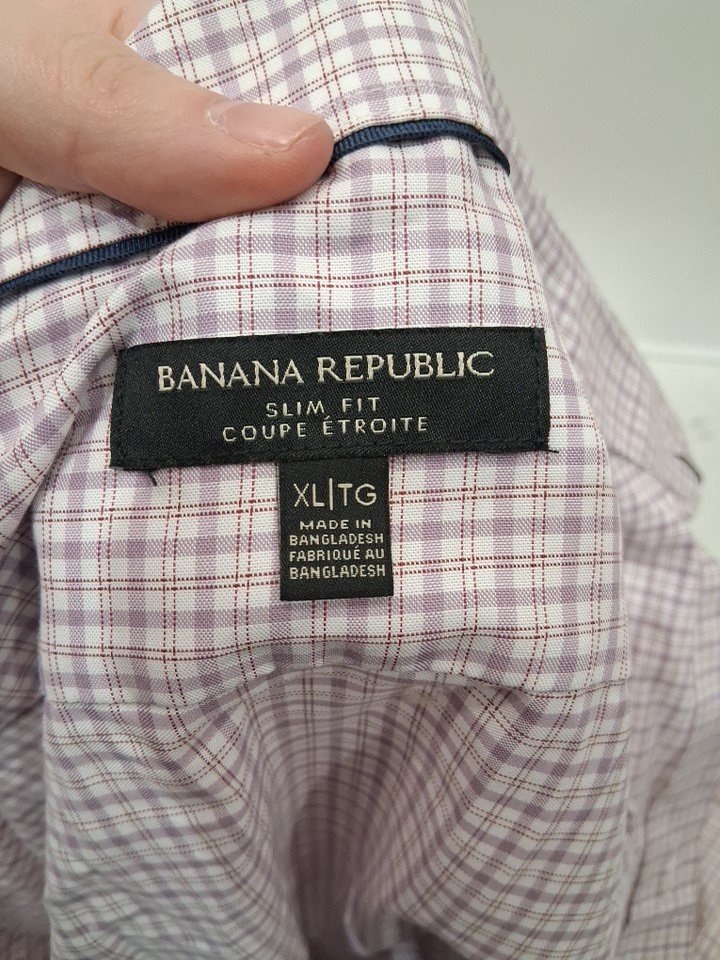 BANANA REPUBLIC
SLIM FIT
COUPE ÉTROITE
XL|TG
MADE IN
BANGLADESH
FABRIQUÉ AU
BANGLADESH